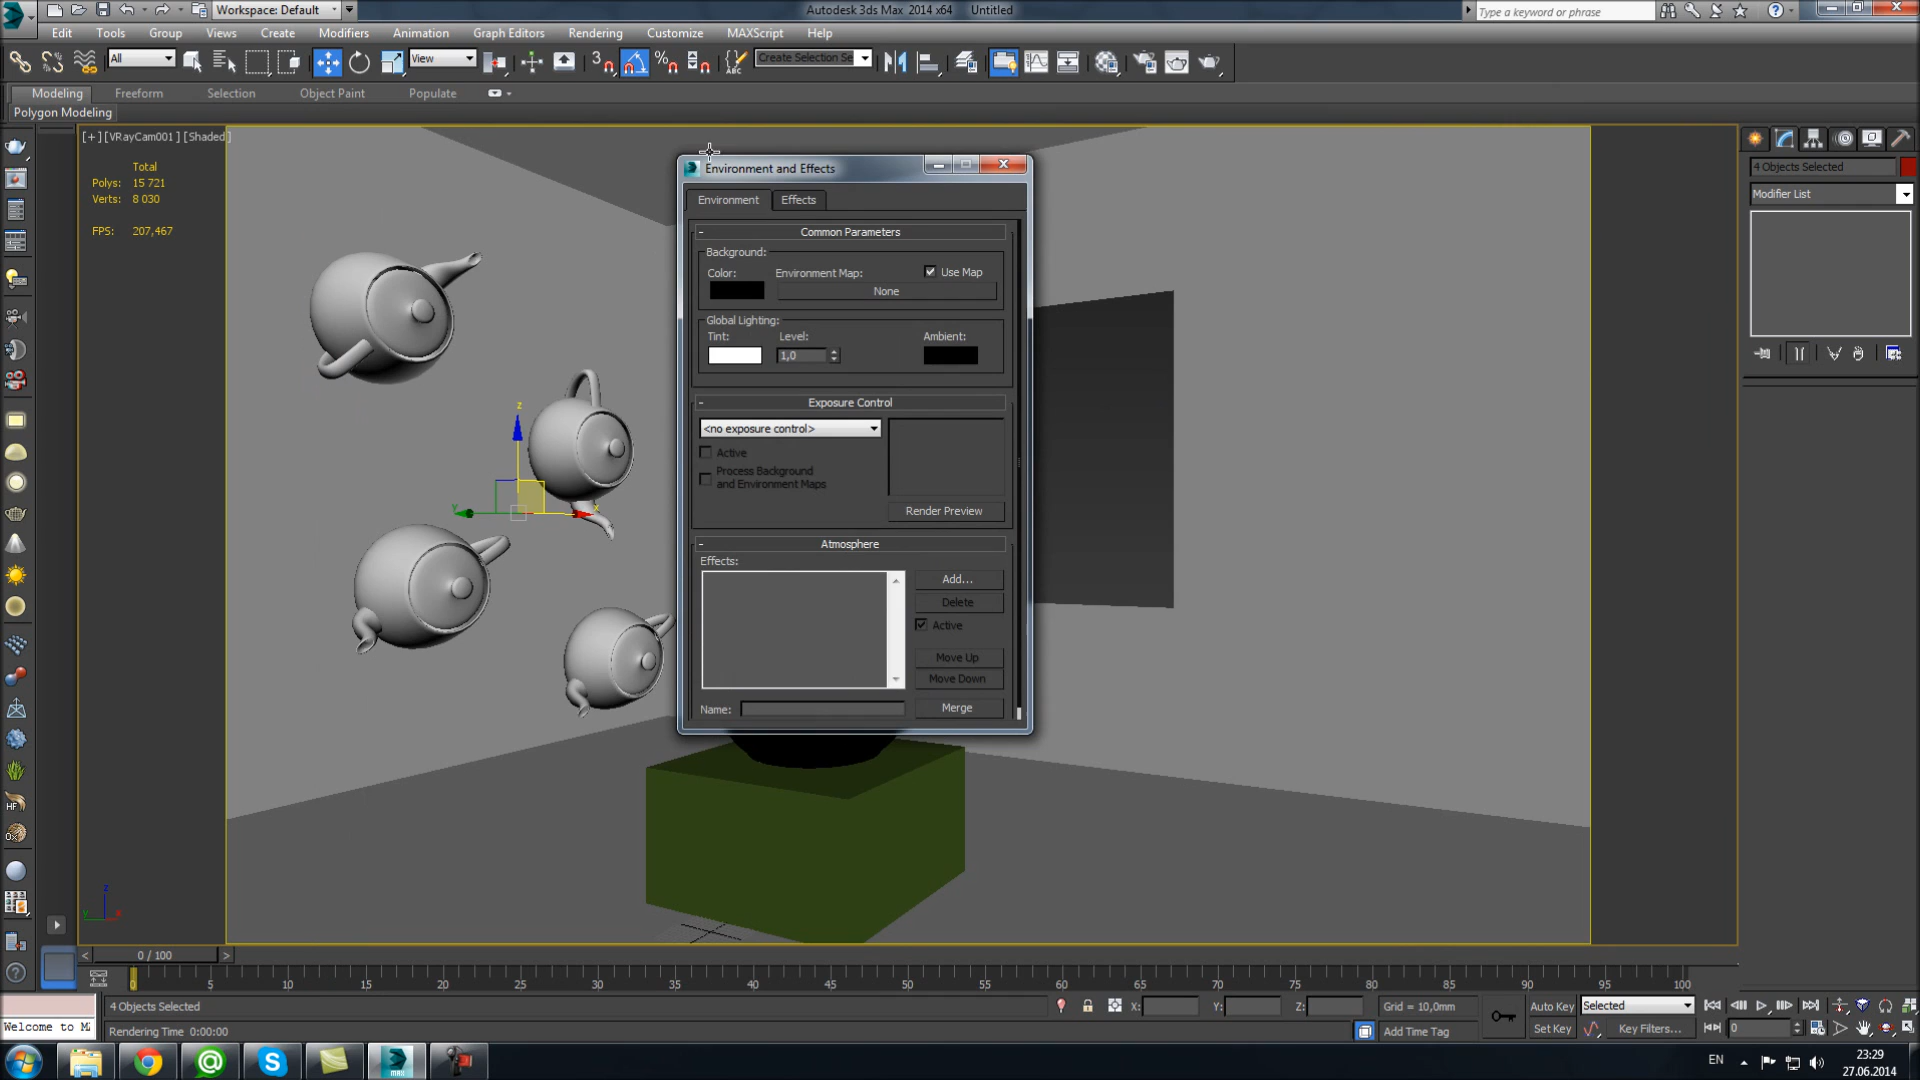 Workspace: Default
Autodesk 3ds Max 2014 x64 Untitled
Type a keyword or phrase
Edit Tools Group Views Create Modifiers Animation Graph Editors Rendering Customize MAXScript Help
All
View
3
ABC
Create Selection Se
Modeling Freeform Selection Object Paint Populate
Polygon Modeling
[+] [VRayCam001] [Shaded]
Total
Polys: 15 721
Verts: 8 030
FPS: 207,467
Environment and Effects
Environment Effects
- Common Parameters
Background:
Color: Environment Map: Use Map
None
Global Lighting:
Tint: Level: Ambient:
1,0
- Exposure Control
<no exposure control>
Active
Process Background
and Environment Maps
Render Preview
- Atmosphere
Effects:
Add...
Delete
Active
Move Up
Move Down
Name:
Merge
4 Objects Selected
Modifier List
z
y
x
z
y
x
< 0 / 100 >
0 5 10 15 20 25 30 35 40 45 50 55 60 65 70 75 80 85 90 95 100
4 Objects Selected
X: Y: Z: Grid = 10,0mm
Auto Key Selected
Welcome to M
Rendering Time 0:00:00
Add Time Tag
Set Key Key Filters...
0
EN
23:29
27.06.2014